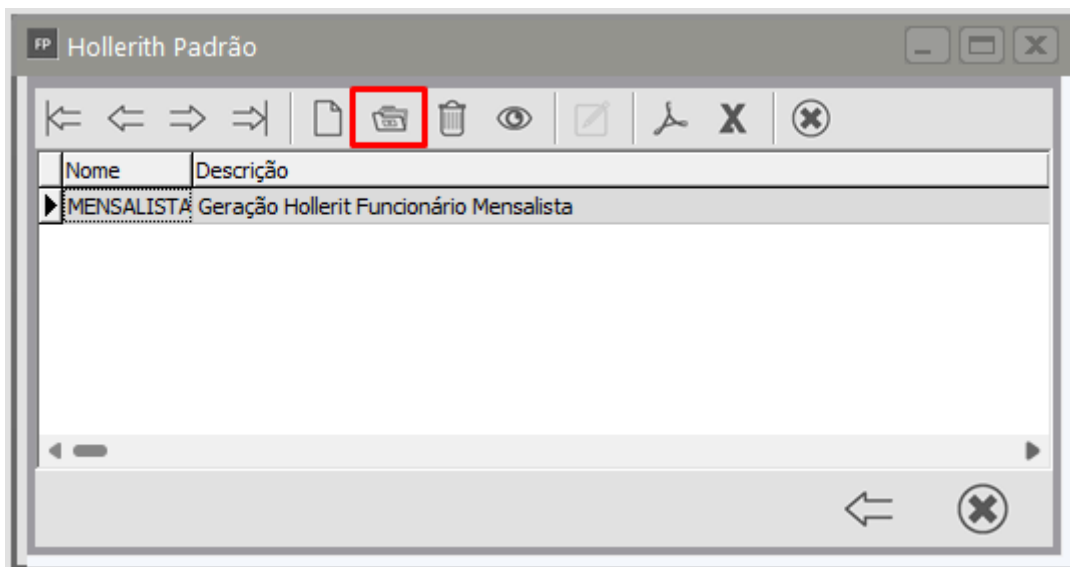 FP Hollerith Padrão
Nome Descrição
MENSALISTA Geração Hollerit Funcionário Mensalista